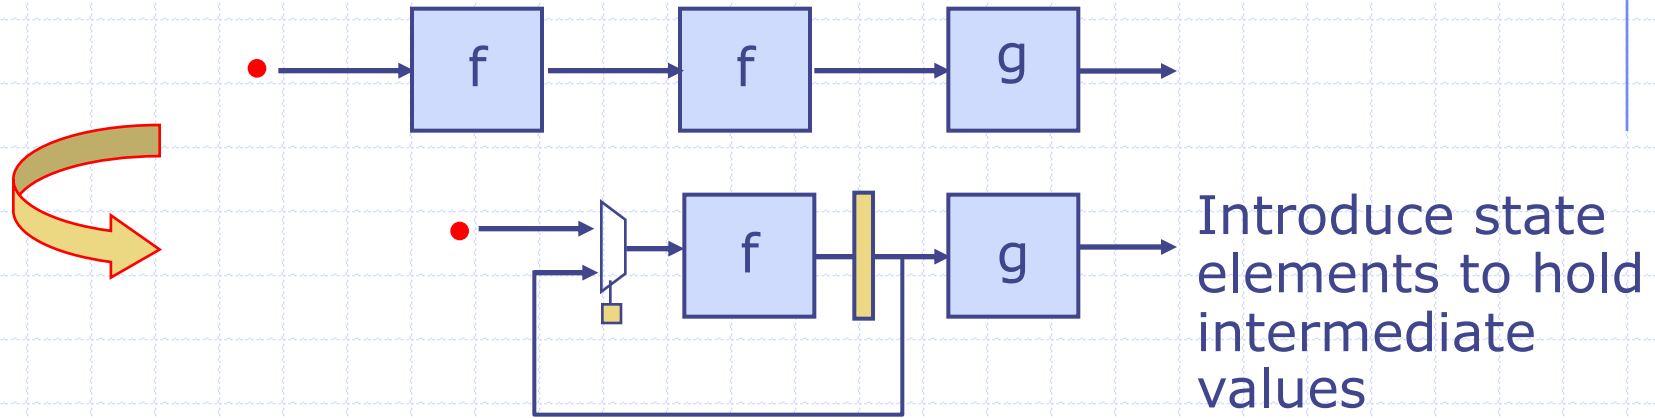 f
f
g
f
g
Introduce state
elements to hold
intermediate
values